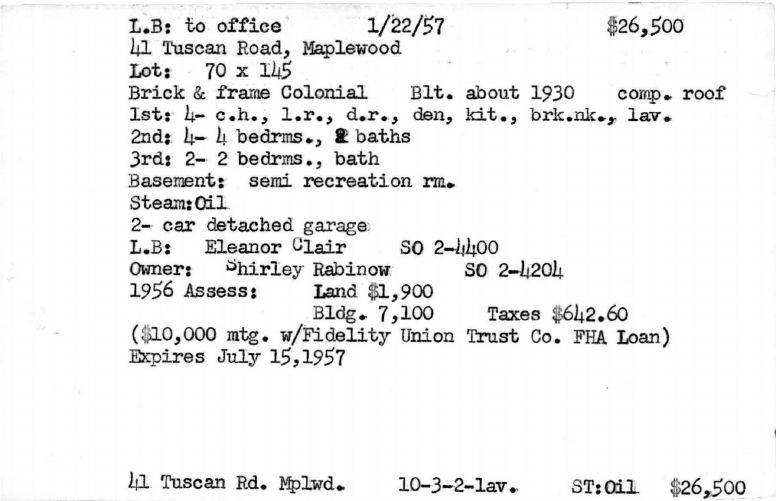 L.B: to office 1/22/57 $26,500
41 Tuscan Road, Maplewood
Lot: 70 x 145
Brick & frame Colonial Blt. about 1930 comp. roof
1st: 4- c.h., l.r., d.r., den, kit., brk.nk., lav.
2nd: 4- 4 bedrms., 2 baths
3rd: 2- 2 bedrms., bath
Basement: semi recreation rm.
Steam:Oil
2- car detached garage
L.B: Eleanor Clair SO 2-4400
Owner: Shirley Rabinow SO 2-4204
1956 Assess: Land $1,900
Bldg. 7,100 Taxes $642.60
($10,000 mtg. w/Fidelity Union Trust Co. FHA Loan)
Expires July 15,1957
41 Tuscan Rd. Mplwd. 10-3-2-lav. ST:Oil $26,500